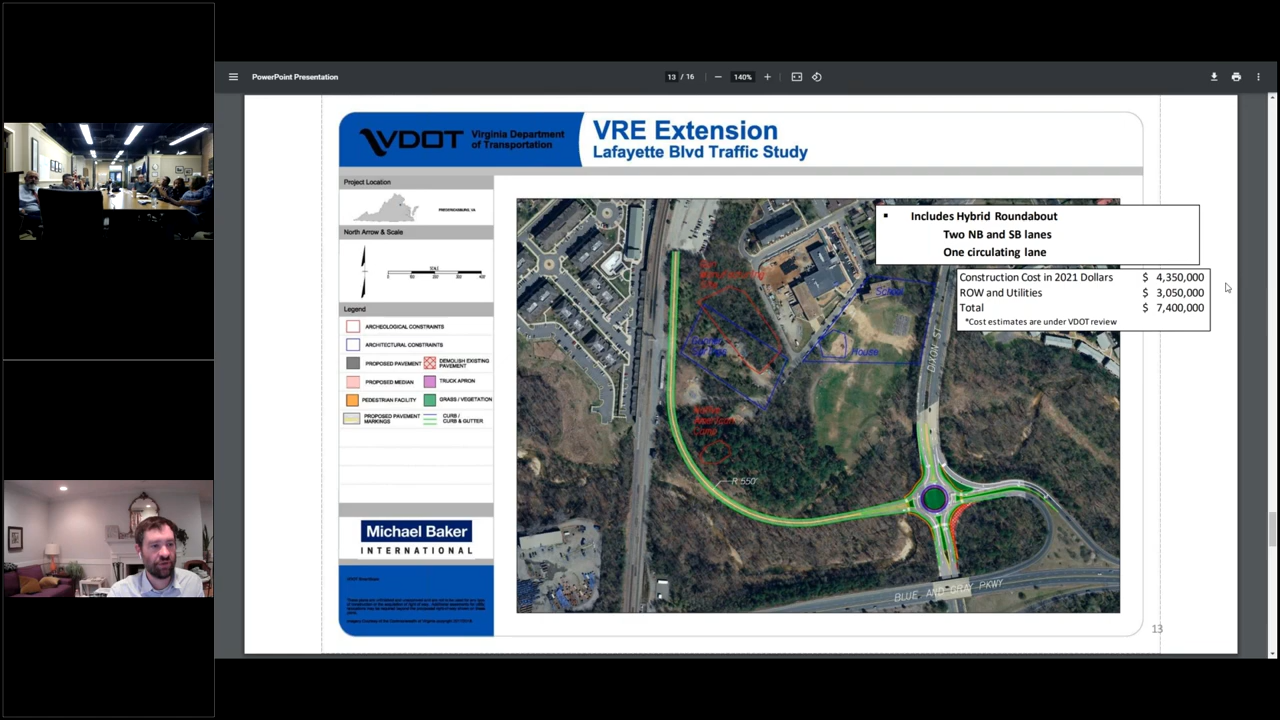 PowerPoint Presentation
13 / 16
140%
VDOT Virginia Department
of Transportation
VRE Extension
Lafayette Blvd Traffic Study
Project Location
FREDERICKSBURG, VA
North Arrow & Scale
SCALE
Legend
ARCHEOLOGICAL CONSTRAINTS
ARCHITECTURAL CONSTRAINTS
PROPOSED PAVEMENT
DEMOLISH EXISTING
PAVEMENT
PROPOSED MEDIAN
TRUCK APRON
PEDESTRIAN FACILITY
GRASS / VEGETATION
PROPOSED PAVEMENT
MARKINGS
CURB /
CURB & GUTTER
Michael Baker
INTERNATIONAL
Includes Hybrid Roundabout
Two NB and SB lanes
One circulating lane
Construction Cost in 2021 Dollars $ 4,350,000
ROW and Utilities $ 3,050,000
Total $ 7,400,000
*Cost estimates are under VDOT review
School
House
DIXON ST
R 550'
BLUE AND GRAY PKWY
13